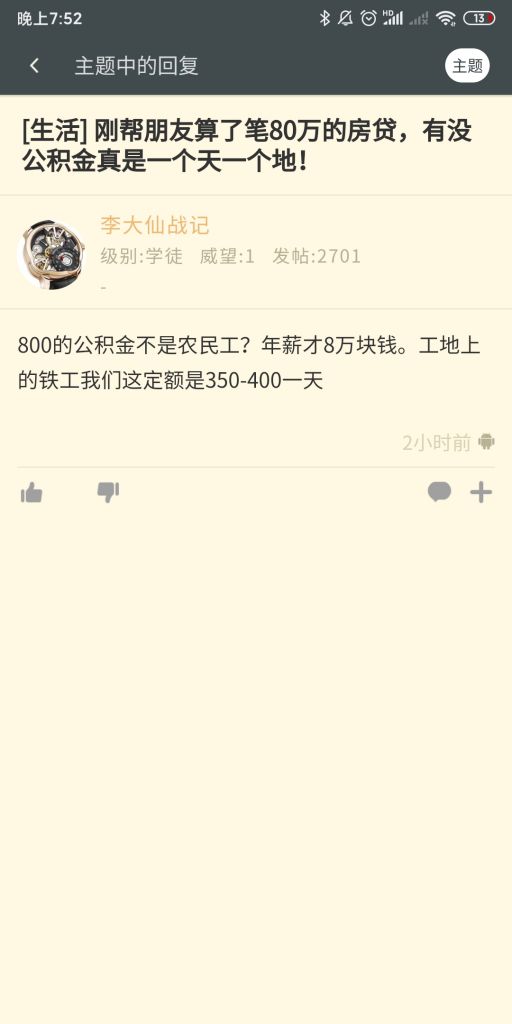 晚上7:52
HD
13
主题中的回复
主题
[生活] 刚帮朋友算了笔80万的房贷，有没
公积金真是一个天一个地！
李大仙战记
级别:学徒 威望:1 发帖:2701
-
800的公积金不是农民工？年薪才8万块钱。工地上
的铁工我们这定额是350-400一天
2小时前